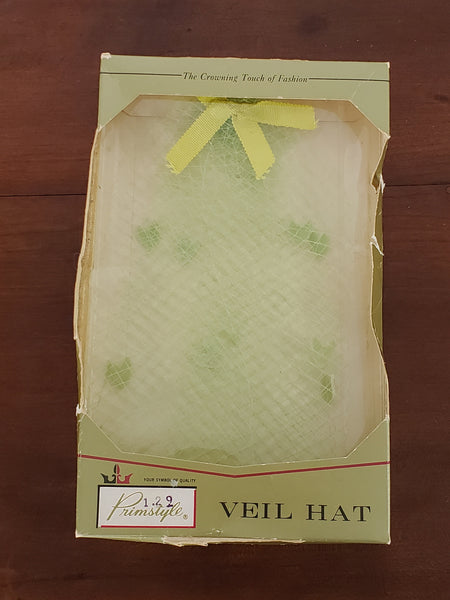 The Crowning Touch of Fashion
YOUR SYMBOL OF QUALITY
1.29
Primstyle®
VEIL HAT